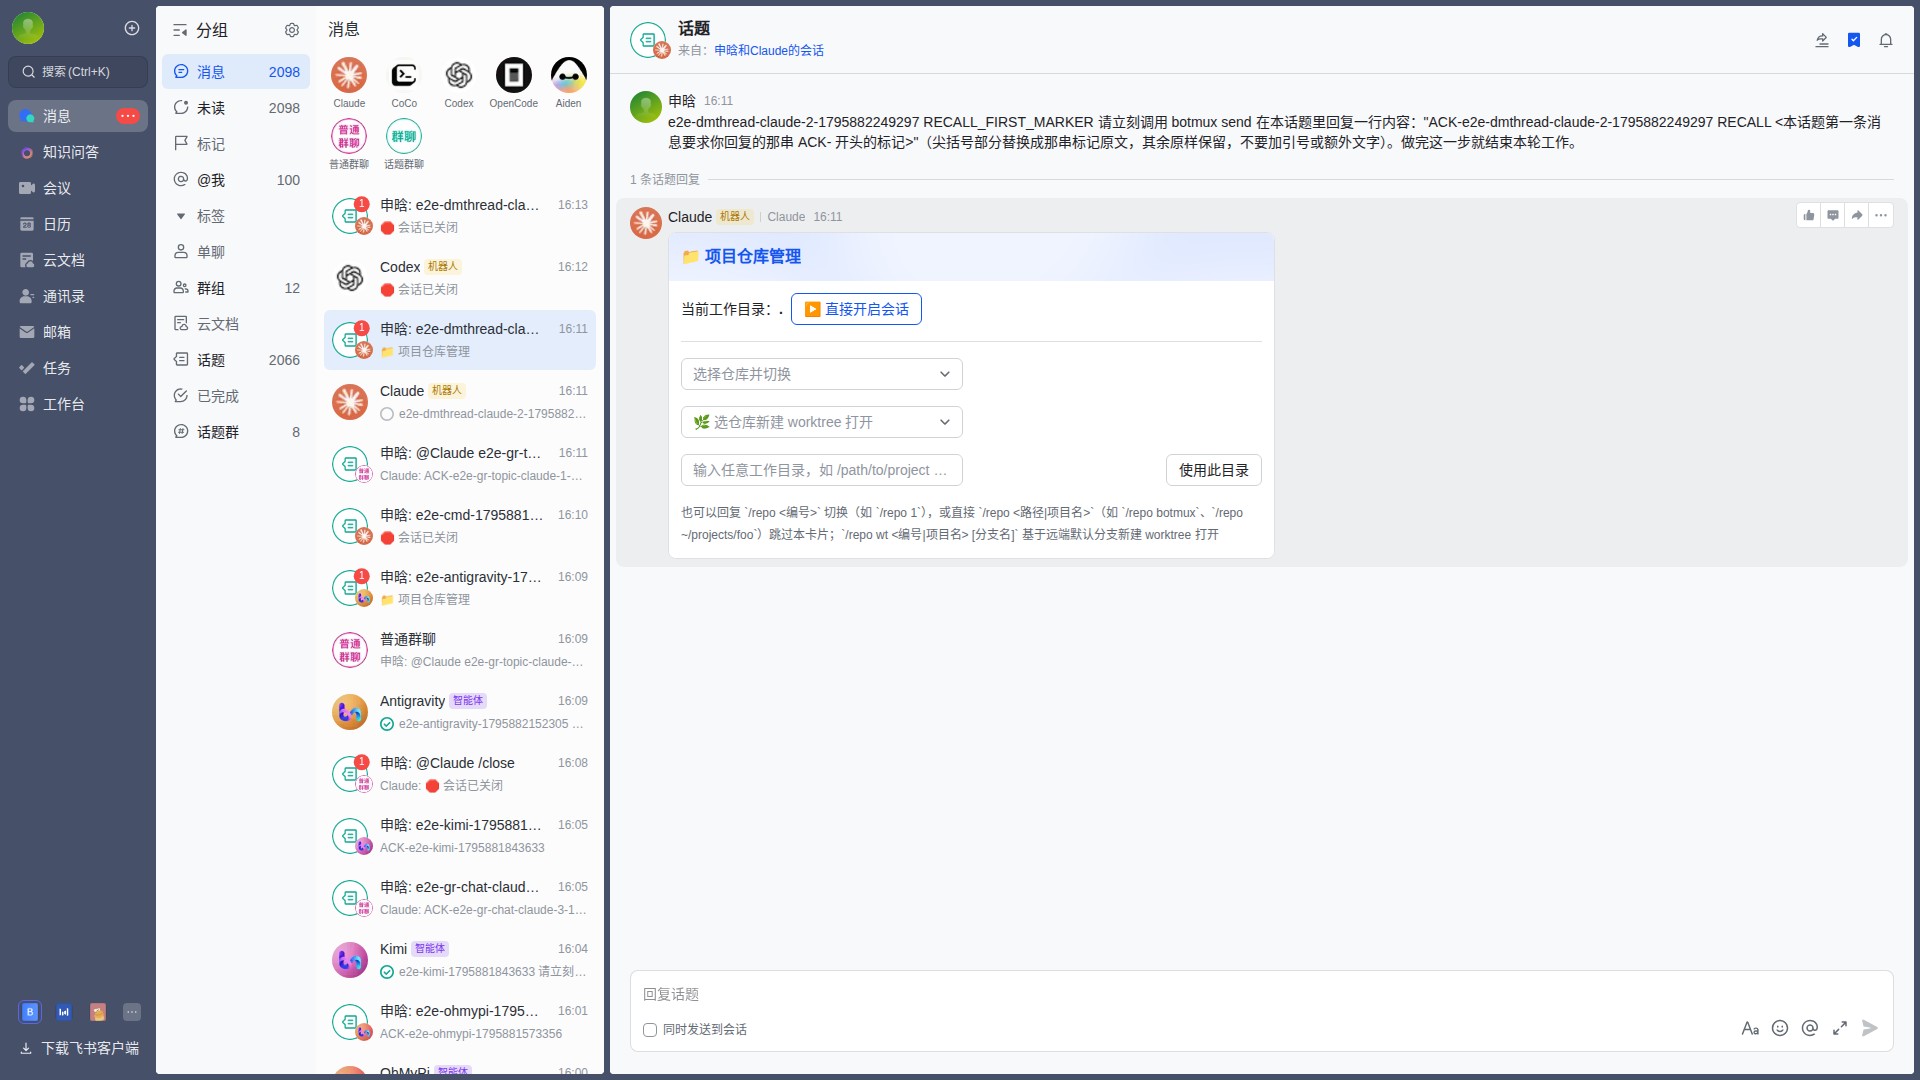 搜索 (Ctrl+K)
消息
知识问答
会议
日历
云文档
通讯录
邮箱
任务
工作台
下载飞书客户端
分组
消息 2098
未读 2098
标记
@我 100
标签
单聊
群组 12
云文档
话题 2066
已完成
话题群 8
消息
Claude
CoCo
Codex
OpenCode
Aiden
普通群聊
普通群聊
群聊
话题群聊
1
申晗: e2e-dmthread-cla… 16:13
会话已关闭
Codex 机器人 16:12
会话已关闭
1
申晗: e2e-dmthread-cla… 16:11
项目仓库管理
Claude 机器人 16:11
e2e-dmthread-claude-2-1795882…
申晗: @Claude e2e-gr-t… 16:11
Claude: ACK-e2e-gr-topic-claude-1-…
申晗: e2e-cmd-1795881… 16:10
会话已关闭
1
申晗: e2e-antigravity-17… 16:09
项目仓库管理
普通群聊
普通群聊 16:09
申晗: @Claude e2e-gr-topic-claude-…
Antigravity 智能体 16:09
e2e-antigravity-1795882152305 …
1
申晗: @Claude /close 16:08
Claude: 会话已关闭
申晗: e2e-kimi-1795881… 16:05
ACK-e2e-kimi-1795881843633
申晗: e2e-gr-chat-claud… 16:05
Claude: ACK-e2e-gr-chat-claude-3-1…
Kimi 智能体 16:04
e2e-kimi-1795881843633 请立刻…
申晗: e2e-ohmypi-1795… 16:01
ACK-e2e-ohmypi-1795881573356
OhMyPi 智能体 16:00
话题
来自：申晗和Claude的会话
申晗 16:11
e2e-dmthread-claude-2-1795882249297 RECALL_FIRST_MARKER 请立刻调用 botmux send 在本话题里回复一行内容："ACK-e2e-dmthread-claude-2-1795882249297 RECALL <本话题第一条消
息要求你回复的那串 ACK- 开头的标记>"（尖括号部分替换成那串标记原文，其余原样保留，不要加引号或额外文字）。做完这一步就结束本轮工作。
1 条话题回复
Claude 机器人 Claude 16:11
项目仓库管理
当前工作目录：. 直接开启会话
选择仓库并切换
选仓库新建 worktree 打开
输入任意工作目录，如 /path/to/project … 使用此目录
也可以回复 `/repo <编号>` 切换（如 `/repo 1`），或直接 `/repo <路径|项目名>`（如 `/repo botmux`、`/repo
~/projects/foo`）跳过本卡片；`/repo wt <编号|项目名> [分支名]` 基于远端默认分支新建 worktree 打开
回复话题
同时发送到会话